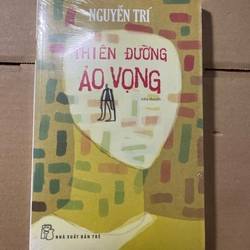 NGUYỄN TRÍ
THIÊN ĐƯỜNG
ẢO VỌNG
NHÀ XUẤT BẢN TRẺ